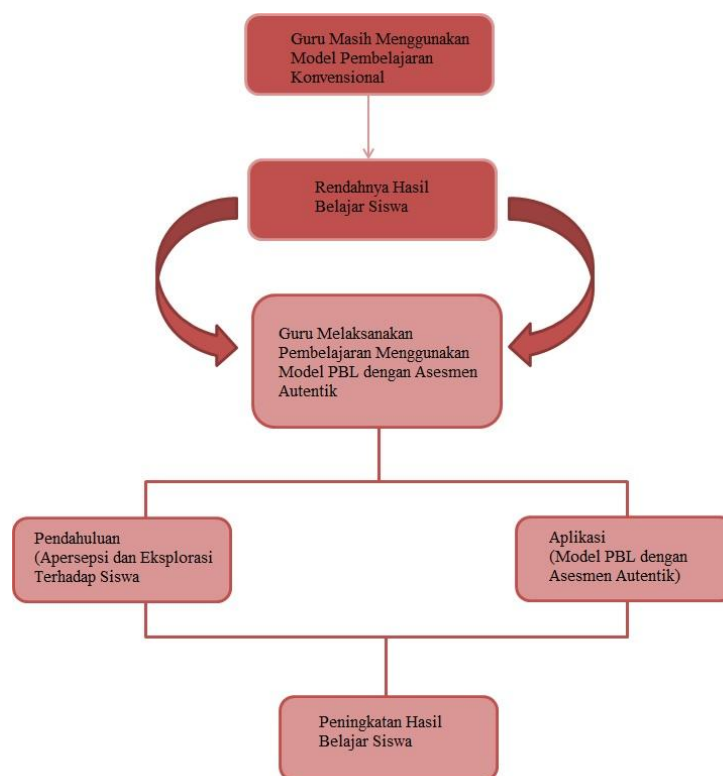 Guru Masih Menggunakan
Model Pembelajaran
Konvensional
Rendahnya Hasil
Belajar Siswa
Guru Melaksanakan
Pembelajaran Menggunakan
Model PBL dengan Asesmen
Autentik
Pendahuluan
(Apersepsi dan Eksplorasi
Terhadap Siswa
Aplikasi
(Model PBL dengan
Asesmen Autentik)
Peningkatan Hasil
Belajar Siswa